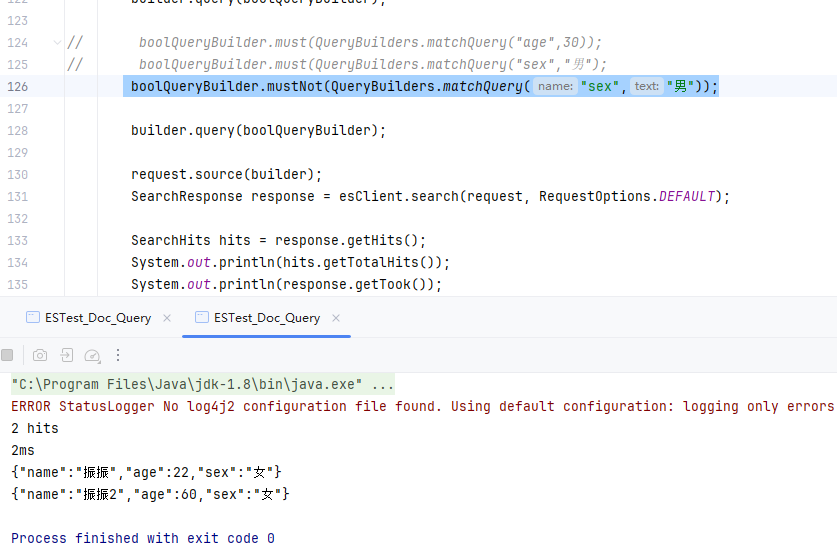 122 builder.query(boolQueryBuilder);
123
124 // boolQueryBuilder.must(QueryBuilders.matchQuery("age",30));
125 // boolQueryBuilder.must(QueryBuilders.matchQuery("sex","男");
126 boolQueryBuilder.mustNot(QueryBuilders.matchQuery( name: "sex", text: "男"));
127
128 builder.query(boolQueryBuilder);
129
130 request.source(builder);
131 SearchResponse response = esClient.search(request, RequestOptions.DEFAULT);
132
133 SearchHits hits = response.getHits();
134 System.out.println(hits.getTotalHits());
135 System.out.println(response.getTook());
ESTest_Doc_Query × ESTest_Doc_Query ×
"C:\Program Files\Java\jdk-1.8\bin\java.exe" ...
ERROR StatusLogger No log4j2 configuration file found. Using default configuration: logging only errors
2 hits
2ms
{"name":"振振","age":22,"sex":"女"}
{"name":"振振2","age":60,"sex":"女"}
Process finished with exit code 0